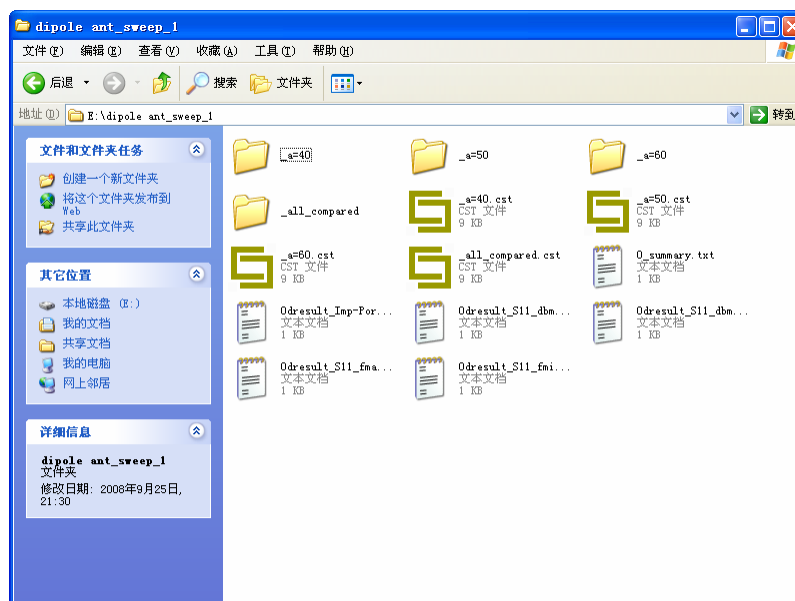 dipole ant_sweep_1
文件(F) 编辑(E) 查看(V) 收藏(A) 工具(T) 帮助(H)
后退 搜索 文件夹
地址(D) E:\dipole ant_sweep_1 转到
文件和文件夹任务
创建一个新文件夹
将这个文件夹发布到
Web
共享此文件夹
其它位置
本地磁盘 (E:)
我的文档
共享文档
我的电脑
网上邻居
详细信息
dipole ant_sweep_1
文件夹
修改日期: 2008年9月25日,
21:30
_a=40
_a=50
_a=60
_all_compared
_a=40.cst
CST 文件
9 KB
_a=50.cst
CST 文件
9 KB
_a=60.cst
CST 文件
9 KB
_all_compared.cst
CST 文件
9 KB
0_summary.txt
文本文档
1 KB
0dresult_Imp-Por...
文本文档
1 KB
0dresult_S11_dbm...
文本文档
1 KB
0dresult_S11_dbm...
文本文档
1 KB
0dresult_S11_fma...
文本文档
1 KB
0dresult_S11_fmi...
文本文档
1 KB